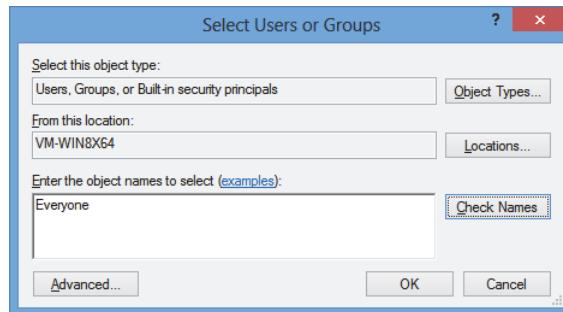 Select Users or Groups
?
×
Select this object type:
Users, Groups, or Built-in security principals
Object Types...
From this location:
VM-WIN8X64
Locations...
Enter the object names to select (examples):
Everyone
Check Names
Advanced...
OK
Cancel